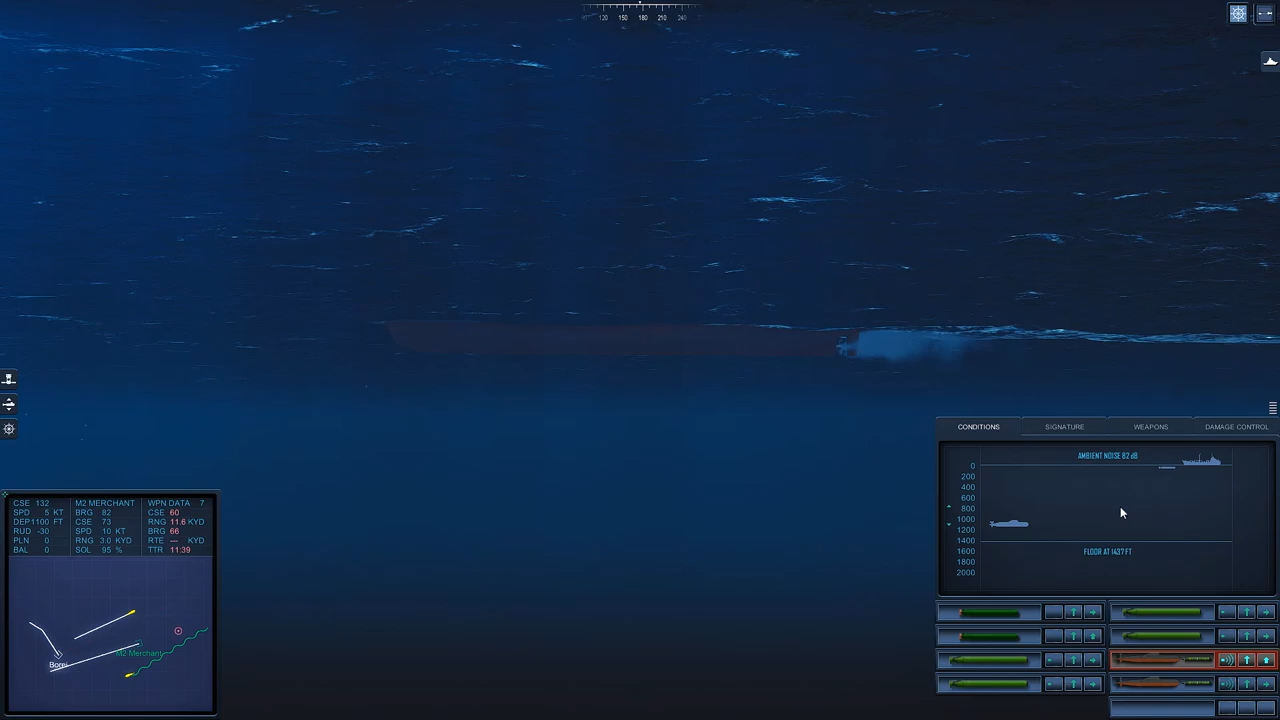 120 150 180 210 240
CONDITIONS SIGNATURE WEAPONS DAMAGE CONTROL
AMBIENT NOISE 82 dB
0
200
400
600
800
1000
1200
1400
1600
1800
2000
FLOOR AT 1437 FT
CSE 132 M2 MERCHANT WPN DATA 7
SPD 5 KT BRG 82 CSE 60
DEP1100 FT CSE 73 RNG 11.6 KYD
RUD -30 SPD 10 KT BRG 66
PLN 0 RNG 3.0 KYD RTE --- KYD
BAL 0 SOL 95 % TTR 11:39
M2 Merchant
Borei